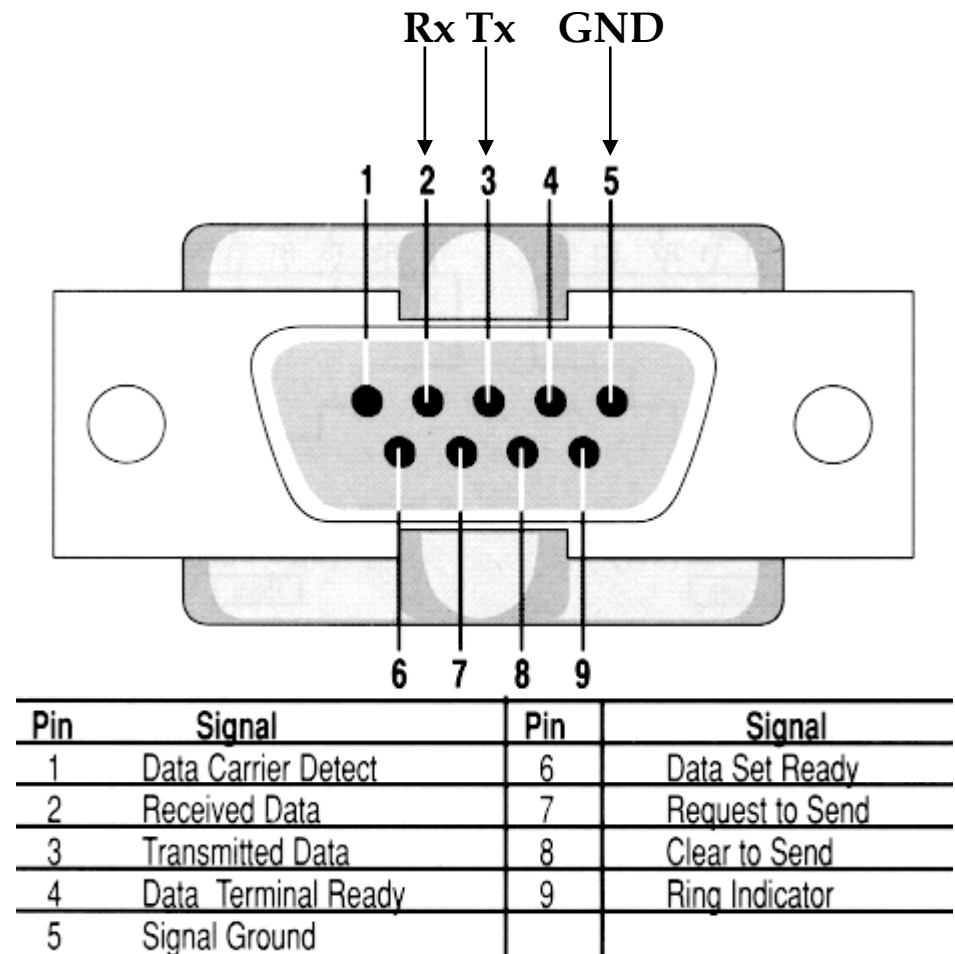 Rx Tx GND
1 2 3 4 5
6 7 8 9
Pin Signal Pin Signal
1 Data Carrier Detect 6 Data Set Ready
2 Received Data 7 Request to Send
3 Transmitted Data 8 Clear to Send
4 Data Terminal Ready 9 Ring Indicator
5 Signal Ground